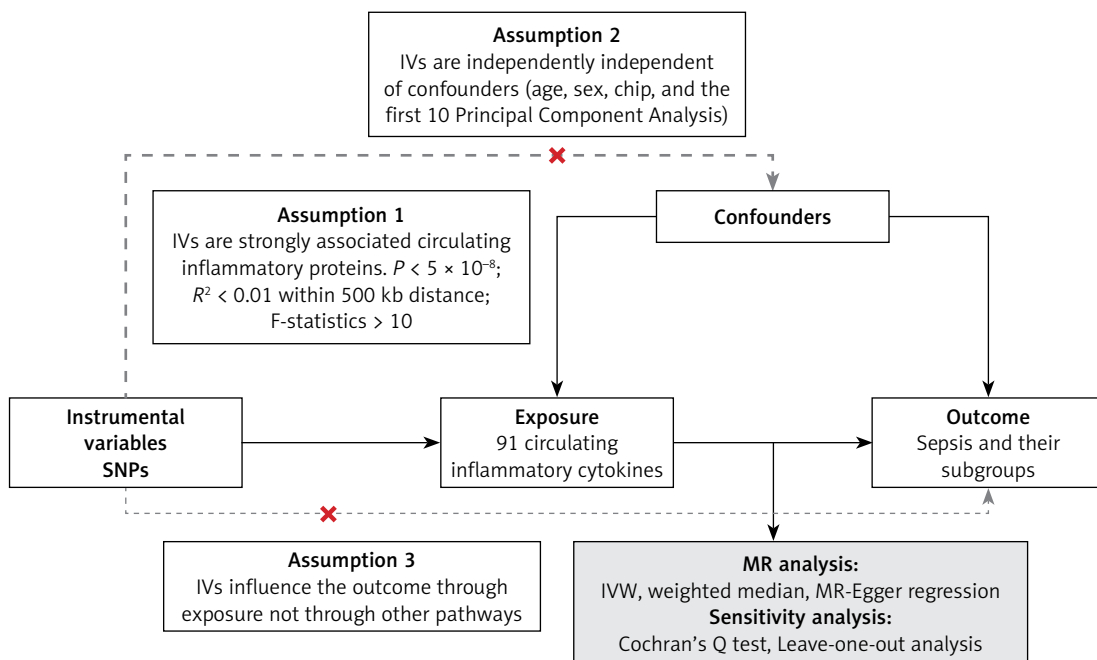 Assumption 2
IVs are independently independent
of confounders (age, sex, chip, and the
first 10 Principal Component Analysis)
Assumption 1
IVs are strongly associated circulating
inflammatory proteins. P < 5 × 10⁻⁸;
R² < 0.01 within 500 kb distance;
F-statistics > 10
Confounders
Instrumental
variables
SNPs
Exposure
91 circulating
inflammatory cytokines
Outcome
Sepsis and their
subgroups
Assumption 3
IVs influence the outcome through
exposure not through other pathways
MR analysis:
IVW, weighted median, MR-Egger regression
Sensitivity analysis:
Cochran's Q test, Leave-one-out analysis